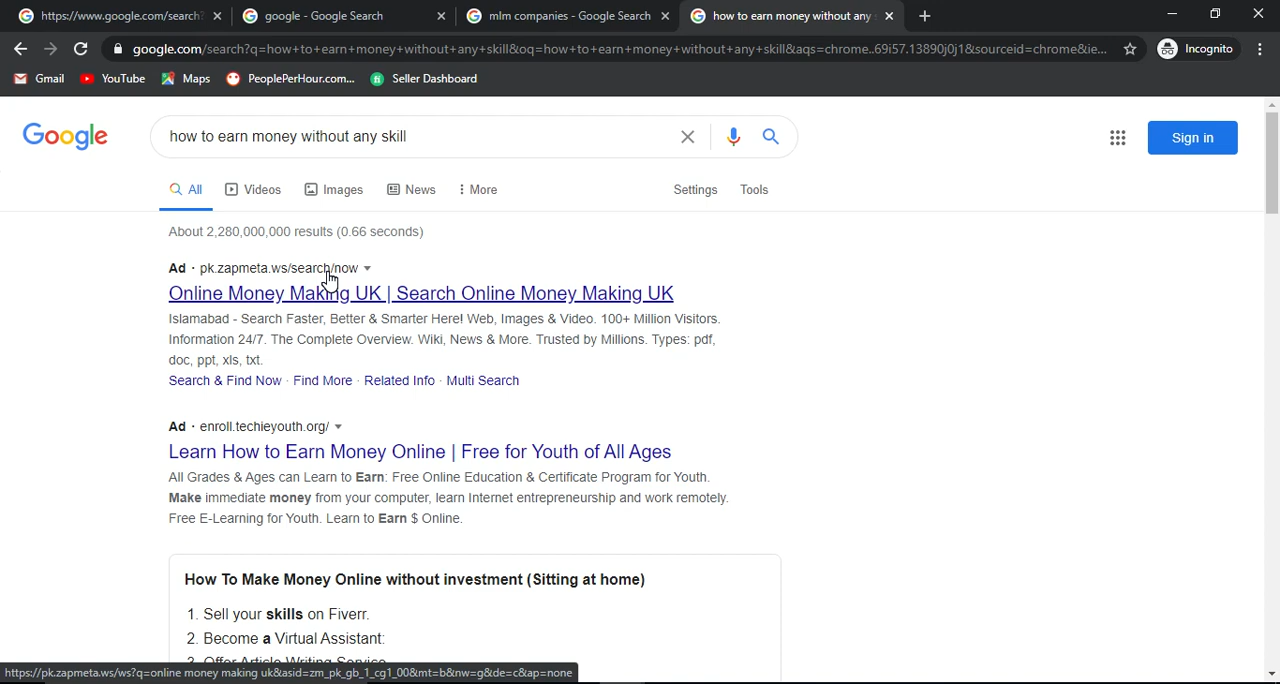 https://www.google.com/search?
google - Google Search
mlm companies - Google Search
how to earn money without any
google.com/search?q=how+to+earn+money+without+any+skill&oq=how+to+earn+money+without+any+skill&aqs=chrome..69i57.13890j0j1&sourceid=chrome&ie...
Incognito
Gmail
YouTube
Maps
PeoplePerHour.com...
Seller Dashboard
Google
how to earn money without any skill
Sign in
All
Videos
Images
News
More
Settings
Tools
About 2,280,000,000 results (0.66 seconds)
Ad · pk.zapmeta.ws/search/now
Online Money Making UK | Search Online Money Making UK
Islamabad - Search Faster, Better & Smarter Here! Web, Images & Video. 100+ Million Visitors.
Information 24/7. The Complete Overview. Wiki, News & More. Trusted by Millions. Types: pdf,
doc, ppt, xls, txt.
Search & Find Now · Find More · Related Info · Multi Search
Ad · enroll.techieyouth.org/
Learn How to Earn Money Online | Free for Youth of All Ages
All Grades & Ages can Learn to Earn: Free Online Education & Certificate Program for Youth.
Make immediate money from your computer, learn Internet entrepreneurship and work remotely.
Free E-Learning for Youth. Learn to Earn $ Online.
How To Make Money Online without investment (Sitting at home)
1. Sell your skills on Fiverr.
2. Become a Virtual Assistant:
3. Offer Article Writing Service
https://pk.zapmeta.ws/ws?q=online money making uk&asid=zm_pk_gb_1_cg1_00&mt=b&nw=g&de=c&ap=none